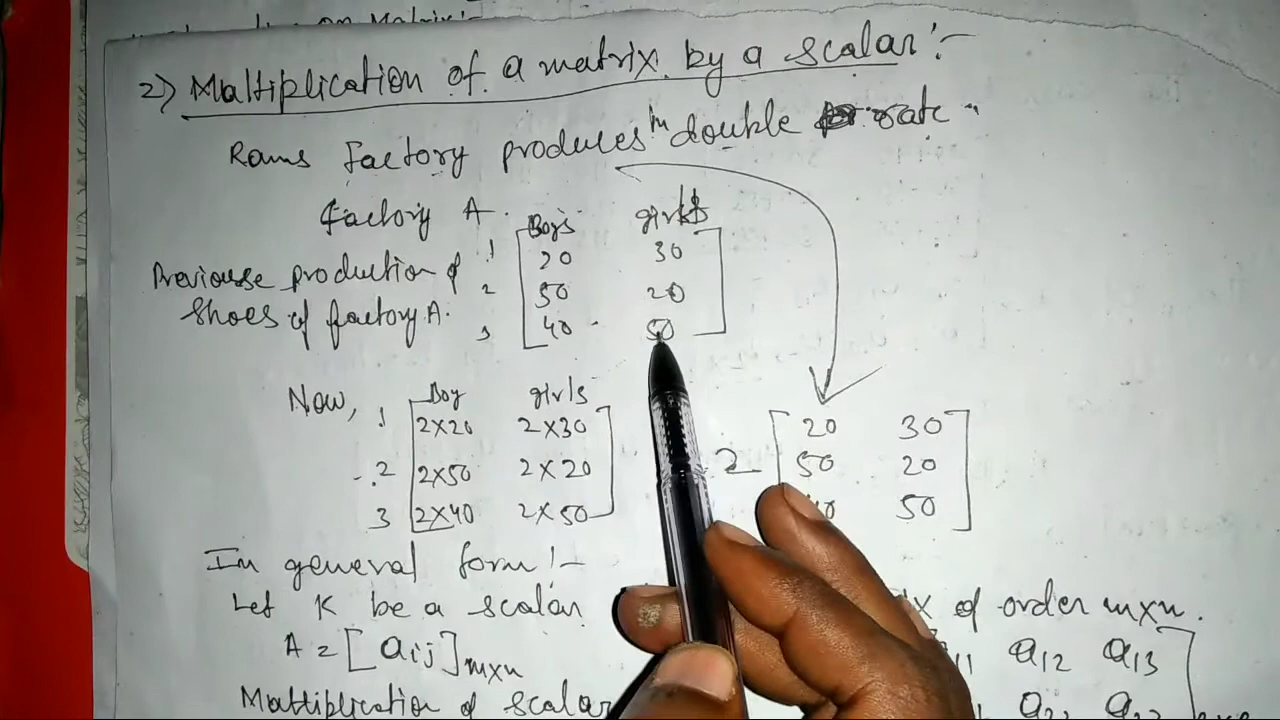 on Matrix:-
2) Multiplication of a matrix by a scalar :-
Rams factory produces in double rate
factory A.
Boys girls
Previouse production of 1 20 30
2 50 20
Shoes of factory A. 3 40 50
Now, Boy girls
1 2×20 2×30 20 30
2 2×50 2×20 2 50 20
3 2×40 2×50 50
In general form :-
Let K be a scalar of order m×n.
A = [aij]m×n a12 a13
Multiplication of scalar